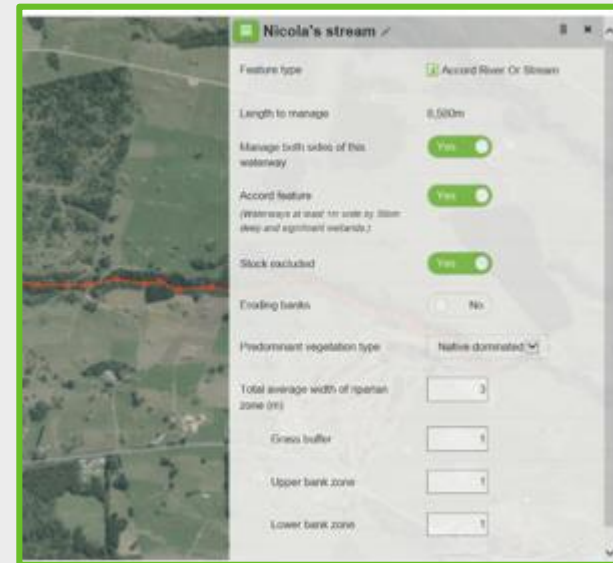 Nicola's stream
Feature type Accord River Or Stream
Length to manage 8,580m
Manage both sides of this Yes
waterway
Accord feature Yes
(Waterways at least 1m wide by 30cm
deep and significant wetlands.)
Stock excluded Yes
Eroding banks No
Predominant vegetation type Native dominated
Total average width of riparian 3
zone (m)
Grass buffer 1
Upper bank zone 1
Lower bank zone 1